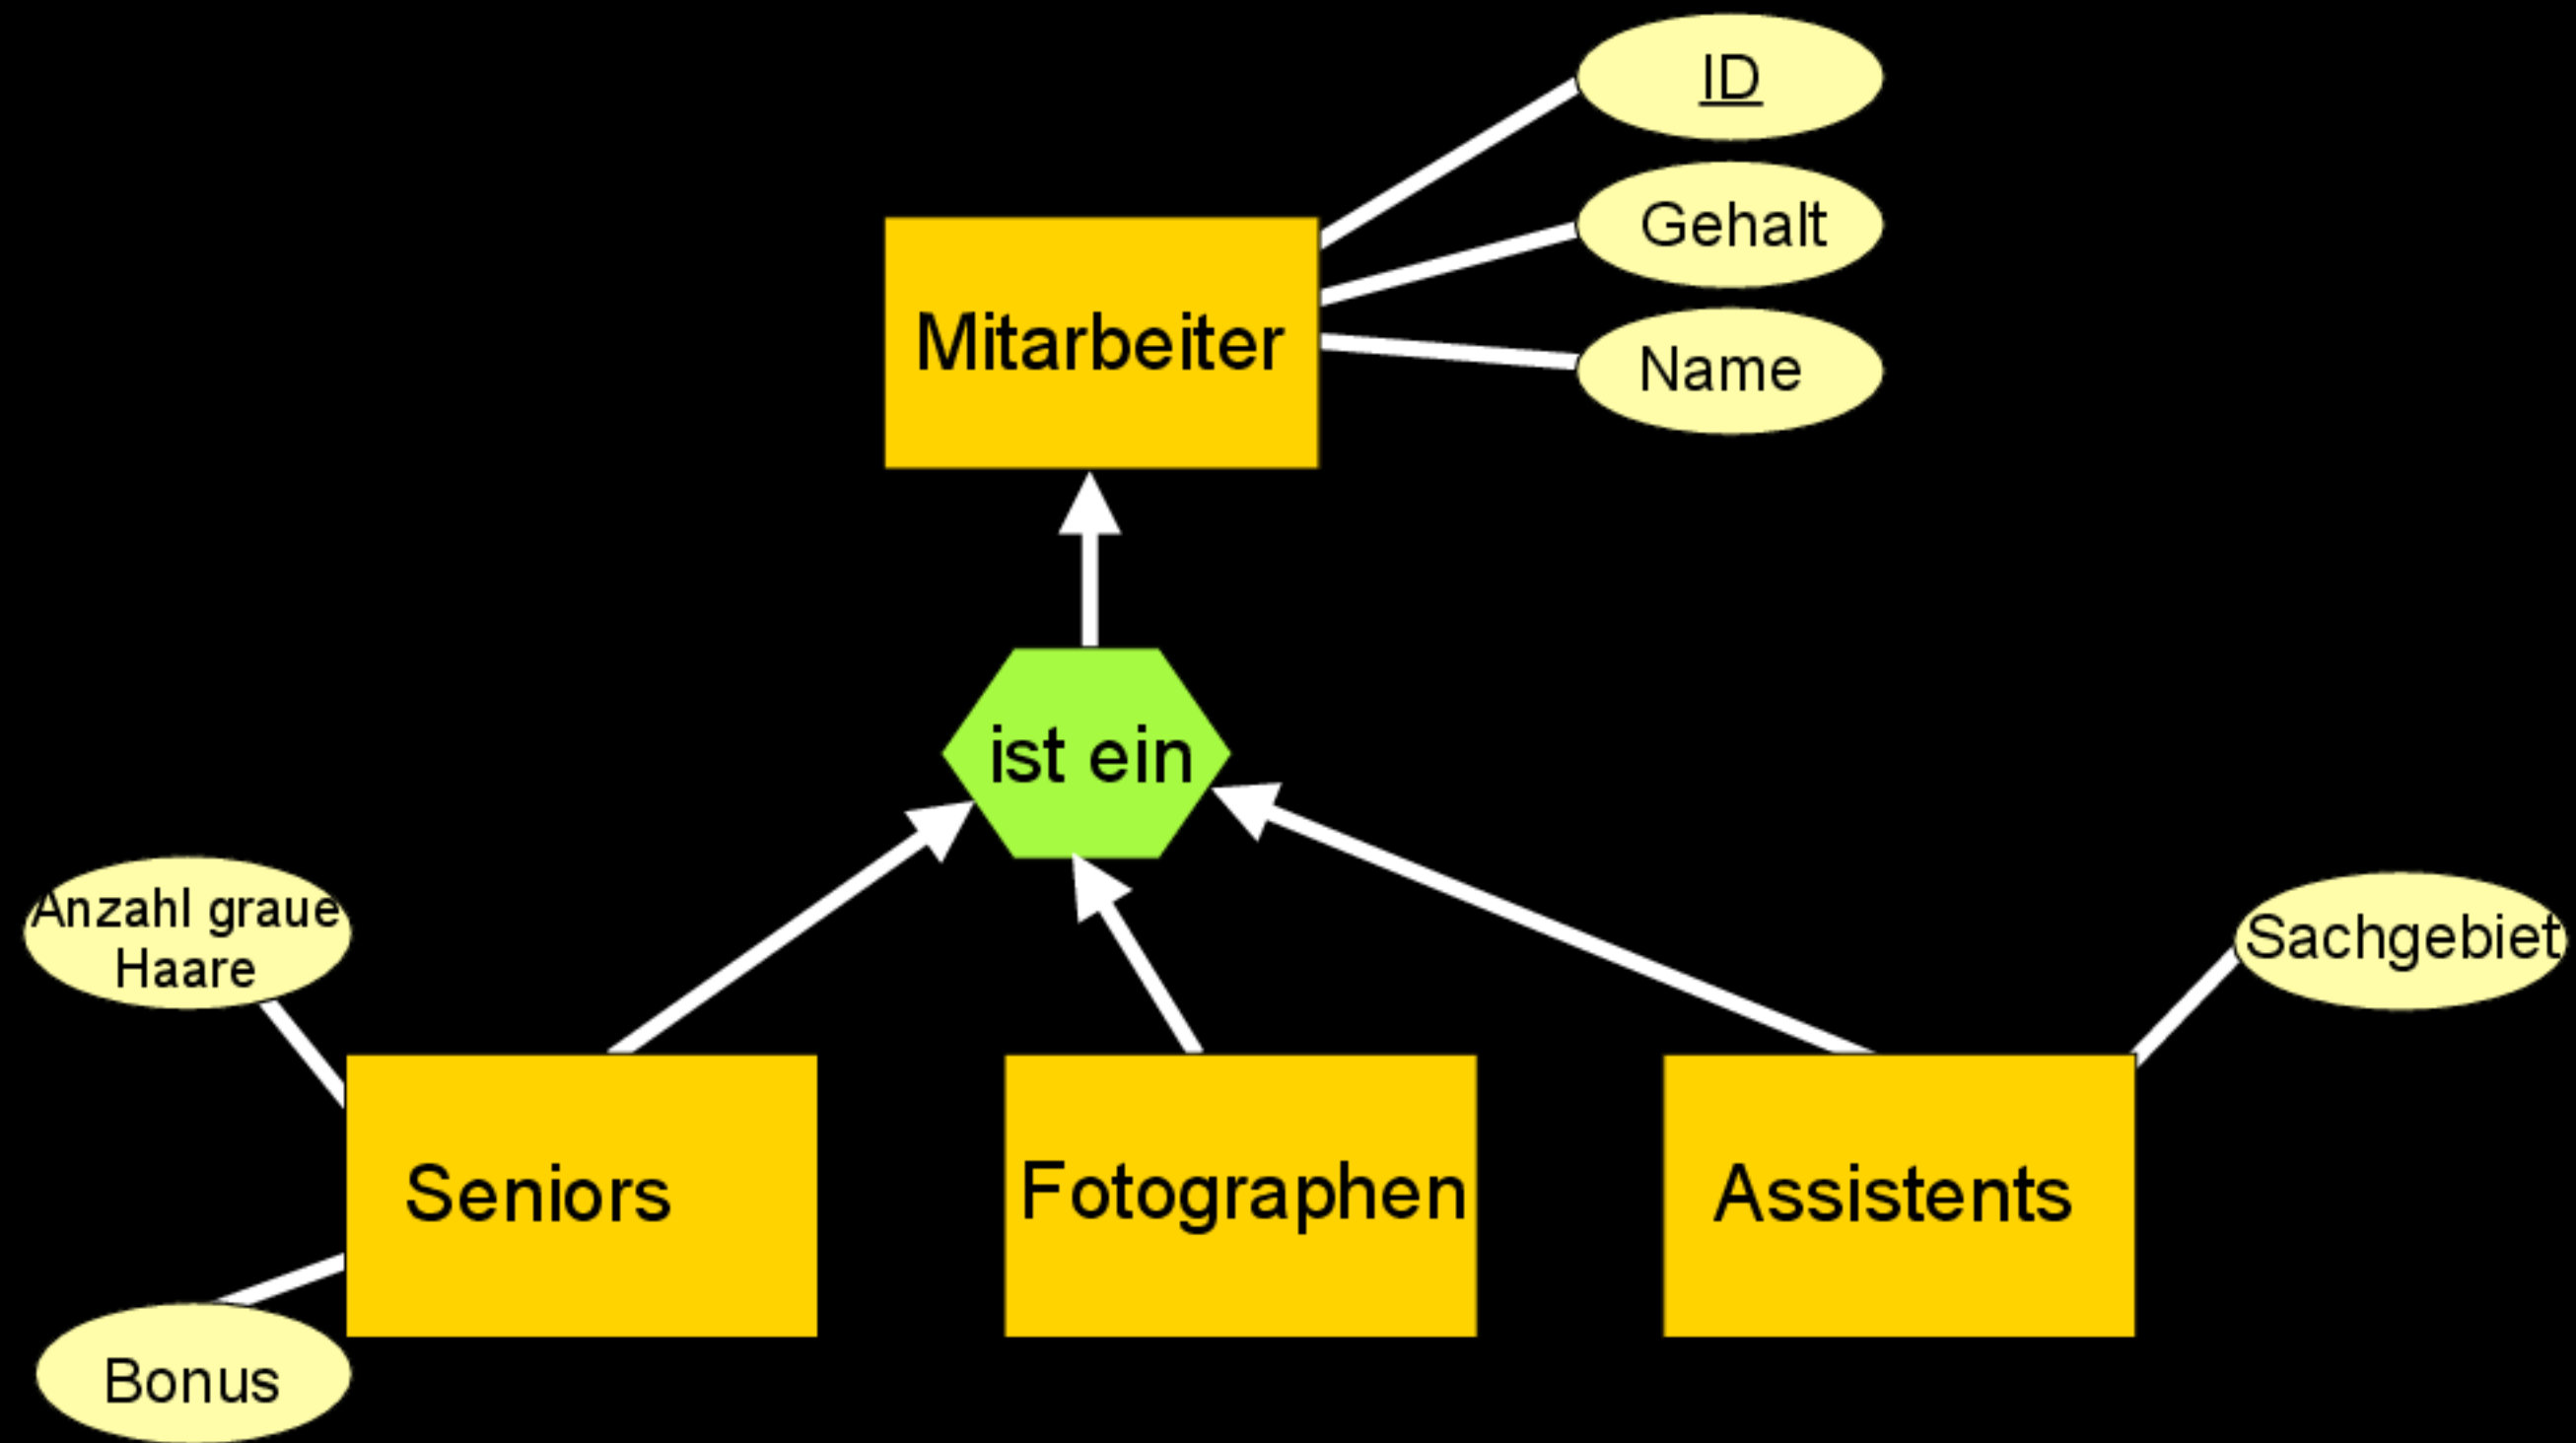 ID
Gehalt
Mitarbeiter
Name
ist ein
Anzahl graue
Haare
Sachgebiet
Seniors
Fotographen
Assistents
Bonus